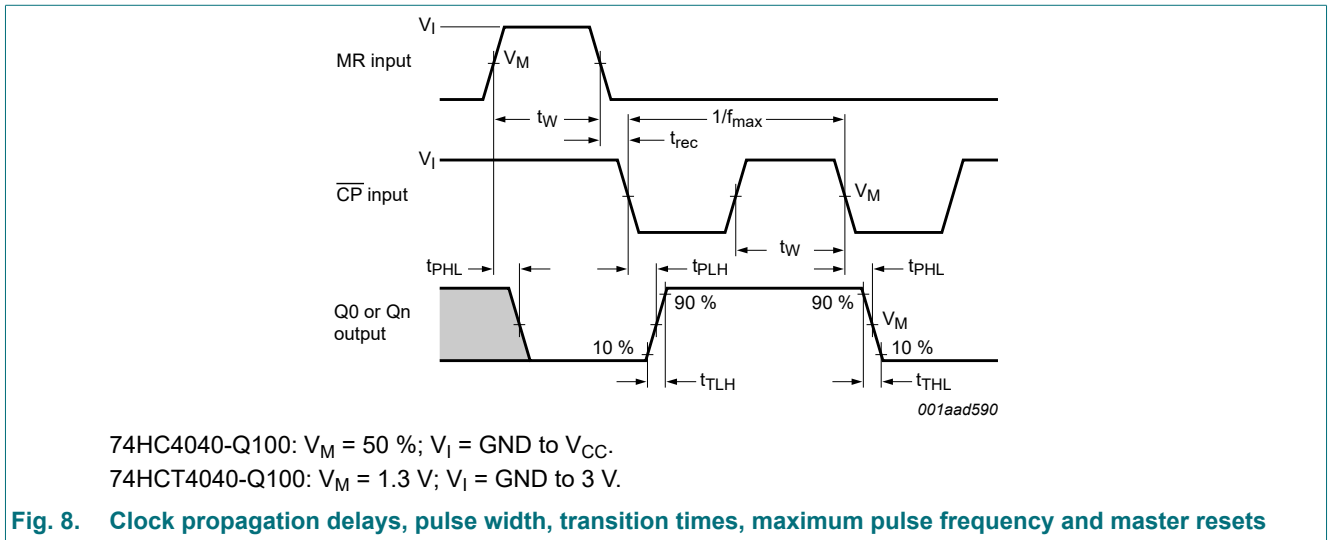 V_I
MR input
V_M
t_W
1/f_max
t_rec
V_I
C̅P̅ input
V_M
t_W
t_PHL
t_PLH
t_PHL
Q0 or Qn
output
90 %
90 %
V_M
10 %
10 %
t_TLH
t_THL
001aad590
74HC4040-Q100: V_M = 50 %; V_I = GND to V_CC.
74HCT4040-Q100: V_M = 1.3 V; V_I = GND to 3 V.
Fig. 8. Clock propagation delays, pulse width, transition times, maximum pulse frequency and master resets